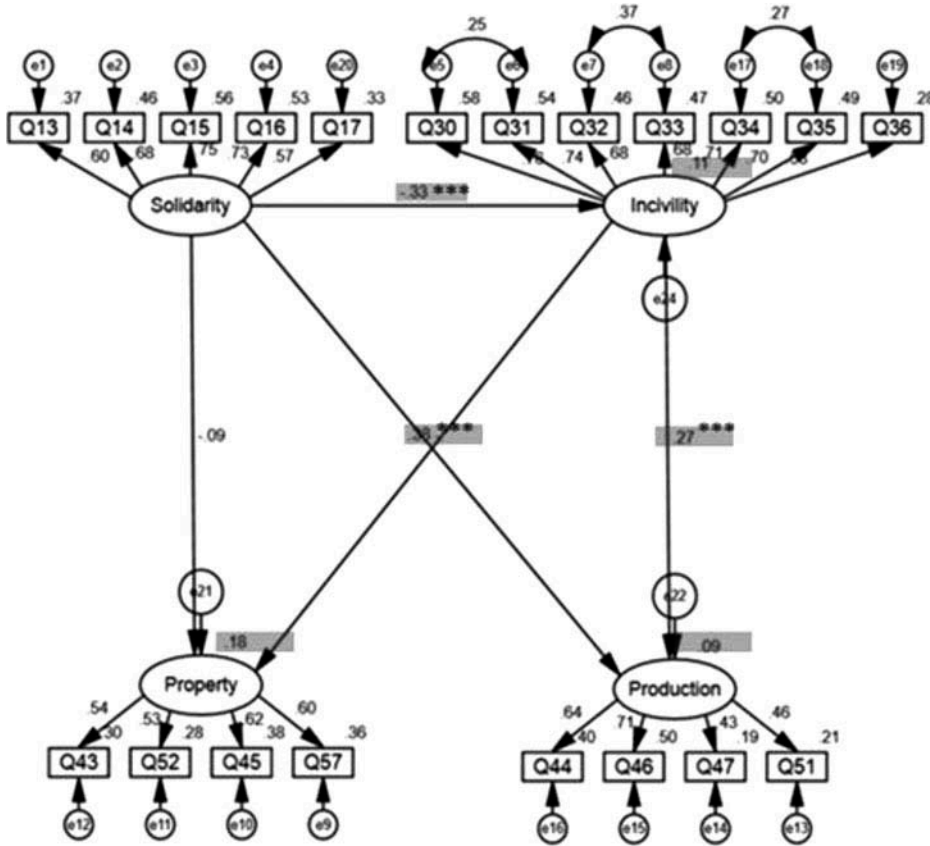 .25 .37 .27
e1 e2 e3 e4 e20 e5 e6 e7 e8 e17 e18 e19
.37 .46 .56 .53 .33 .58 .54 .46 .47 .50 .49 .28
Q13 Q14 Q15 Q16 Q17 Q30 Q31 Q32 Q33 Q34 Q35 Q36
.60 .68 .75 .73 .57 .74 .68 .68 .71 .70
.11
Solidarity -.33 *** Incivility
e24
-.09 *** .27 ***
e21 e22
.18 .09
Property Production
.54 .53 .62 .60 .64 .71 .43 .46
.30 .28 .38 .36 .40 .50 .19 .21
Q43 Q52 Q45 Q57 Q44 Q46 Q47 Q51
e12 e11 e10 e9 e16 e15 e14 e13